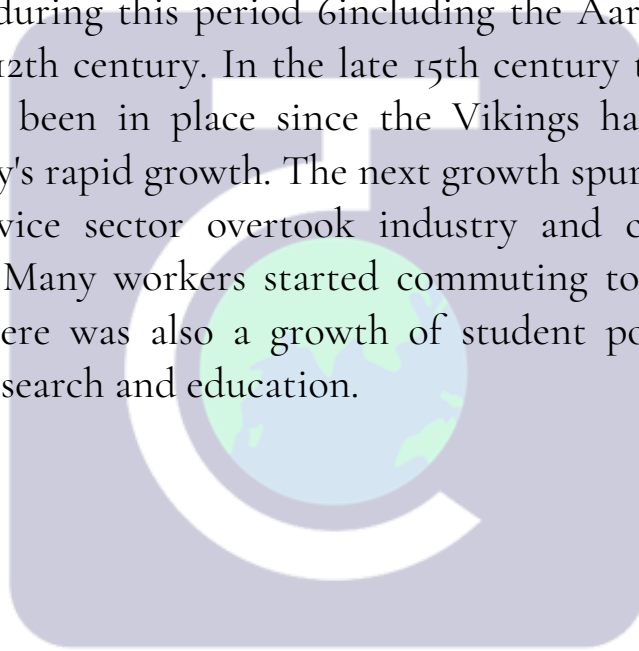 during this period 6including the Aar
12th century. In the late 15th century t
been in place since the Vikings ha
y's rapid growth. The next growth spur
vice sector overtook industry and c
Many workers started commuting to
ere was also a growth of student po
search and education.